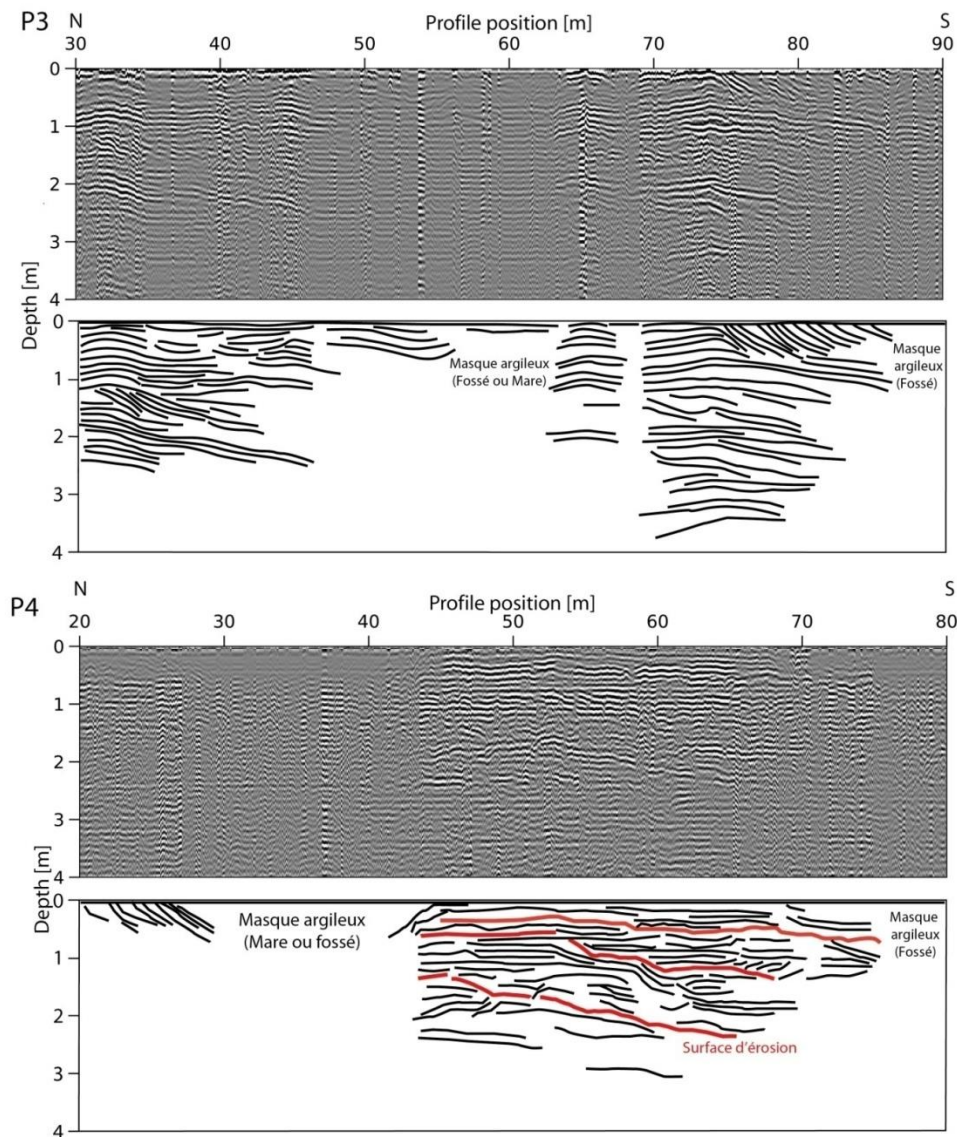 P3
N
Profile position [m]
S
30 40 50 60 70 80 90
0
1
2
3
4
Depth [m]
0
1
2
3
4
Masque argileux
(Fossé ou Mare)
Masque
argileux
(Fossé)
P4
N
Profile position [m]
S
20 30 40 50 60 70 80
0
1
2
3
4
Depth [m]
0
1
2
3
4
Masque argileux
(Mare ou fossé)
Masque
argileux
(Fossé)
Surface d'érosion